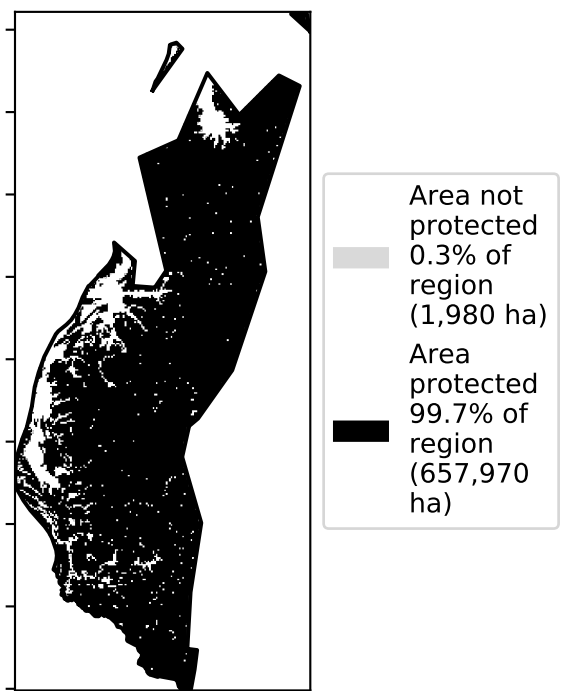 Area not
protected
0.3% of
region
(1,980 ha)
Area
protected
99.7% of
region
(657,970
ha)